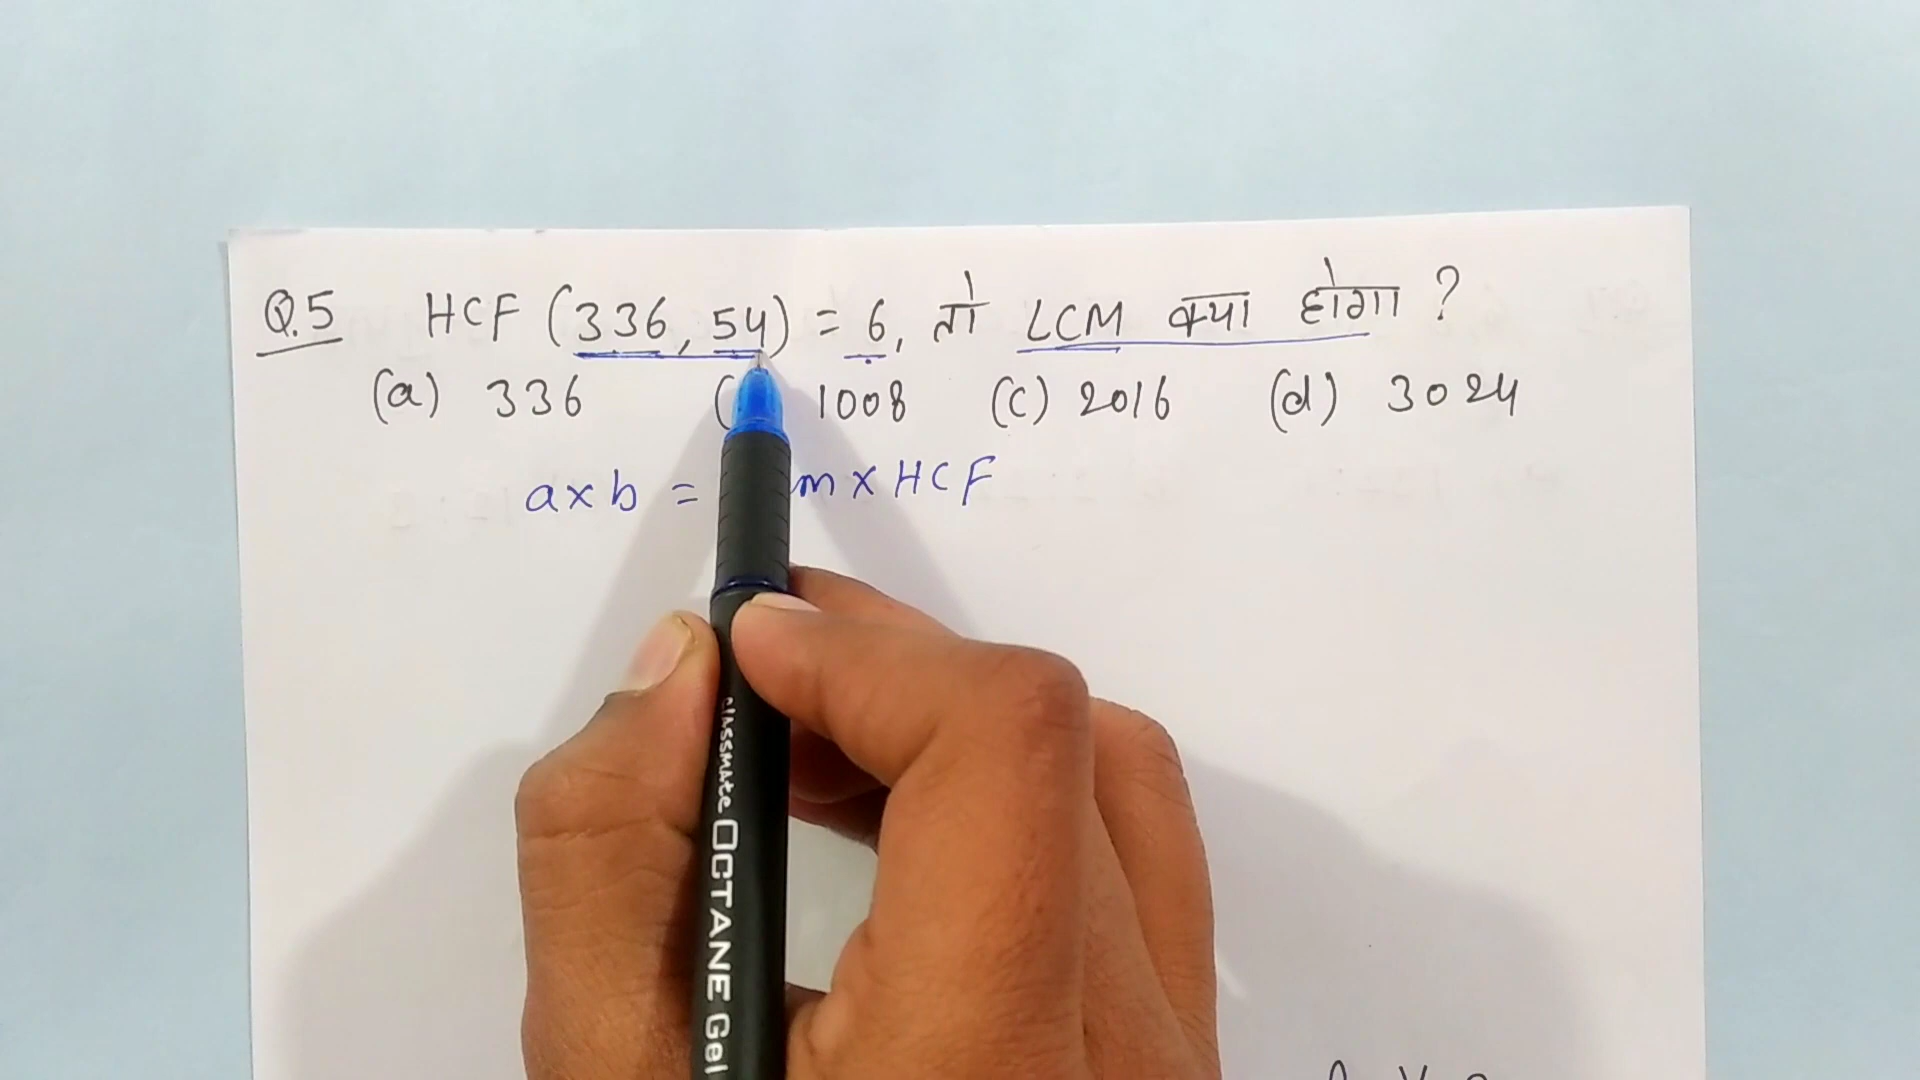 Q.5 HCF (336, 54) = 6, तो LCM क्या होगा ?
(a) 336 ( 1008 (C) 2016 (d) 3024
a x b = m x HCF
classmate OCTANE Gel